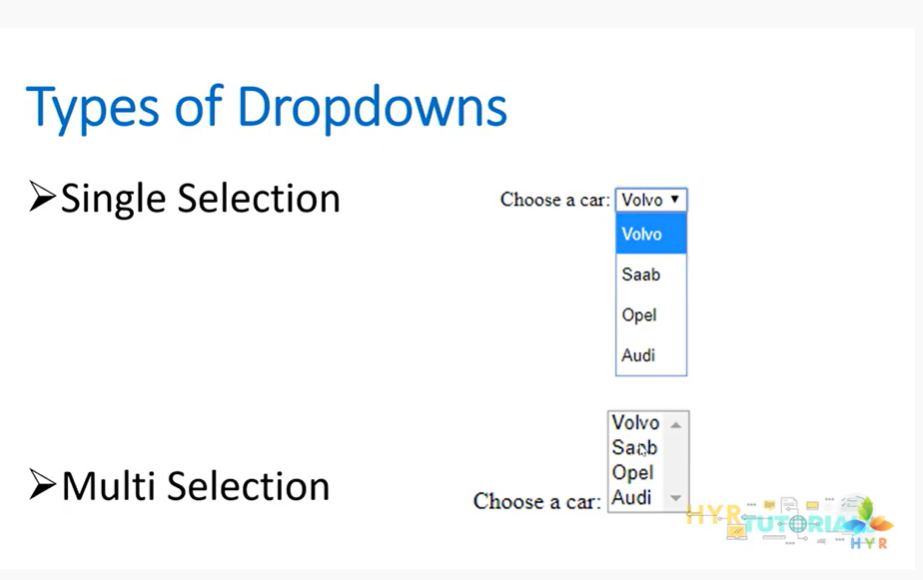 Types of Dropdowns
➢Single Selection
Choose a car: Volvo ▼
Volvo
Saab
Opel
Audi
➢Multi Selection
Choose a car:
Volvo
Saab
Opel
Audi
HYR TUTORIALS
HYR